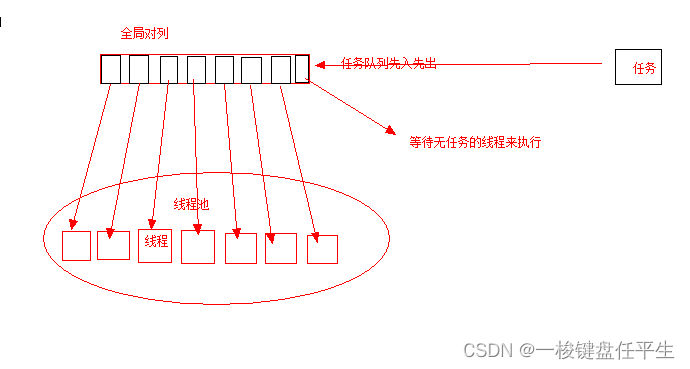 全局对列
任务队列先入先出
任务
等待无任务的线程来执行
线程池
线程
CSDN @一梭键盘任平生